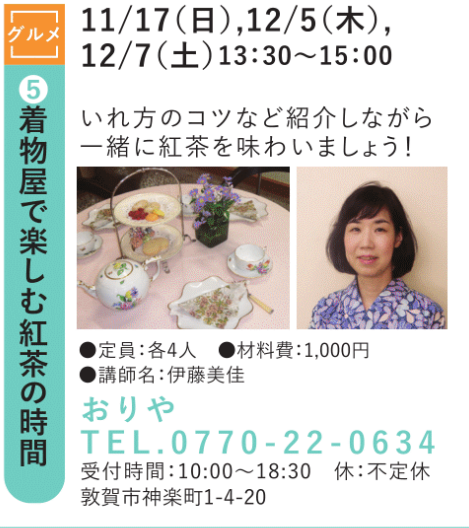 グルメ
❺着物屋で楽しむ紅茶の時間
11/17(日),12/5(木),
12/7(土)13:30〜15:00
いれ方のコツなど紹介しながら
一緒に紅茶を味わいましょう!
●定員:各4人 ●材料費:1,000円
●講師名:伊藤美佳
おりや
TEL.0770-22-0634
受付時間:10:00〜18:30 休:不定休
敦賀市神楽町1-4-20